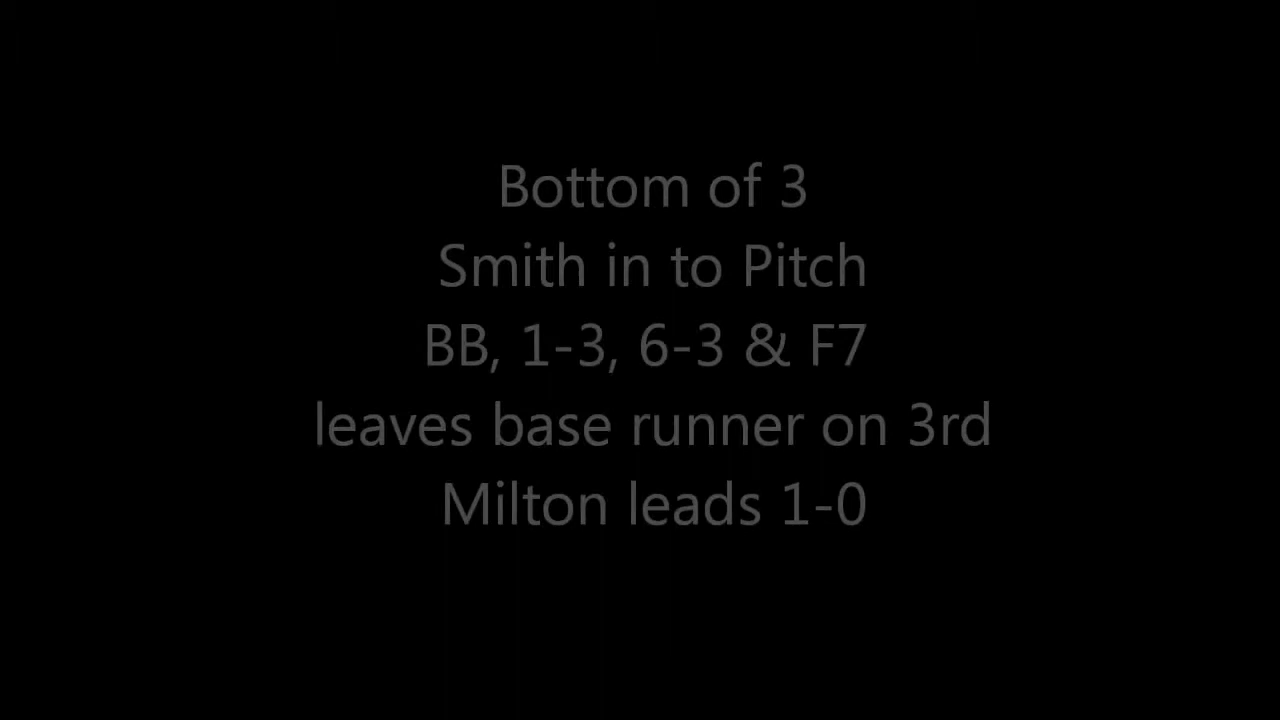 Bottom of 3
Smith in to Pitch
BB, 1-3, 6-3 & F7
leaves base runner on 3rd
Milton leads 1-0